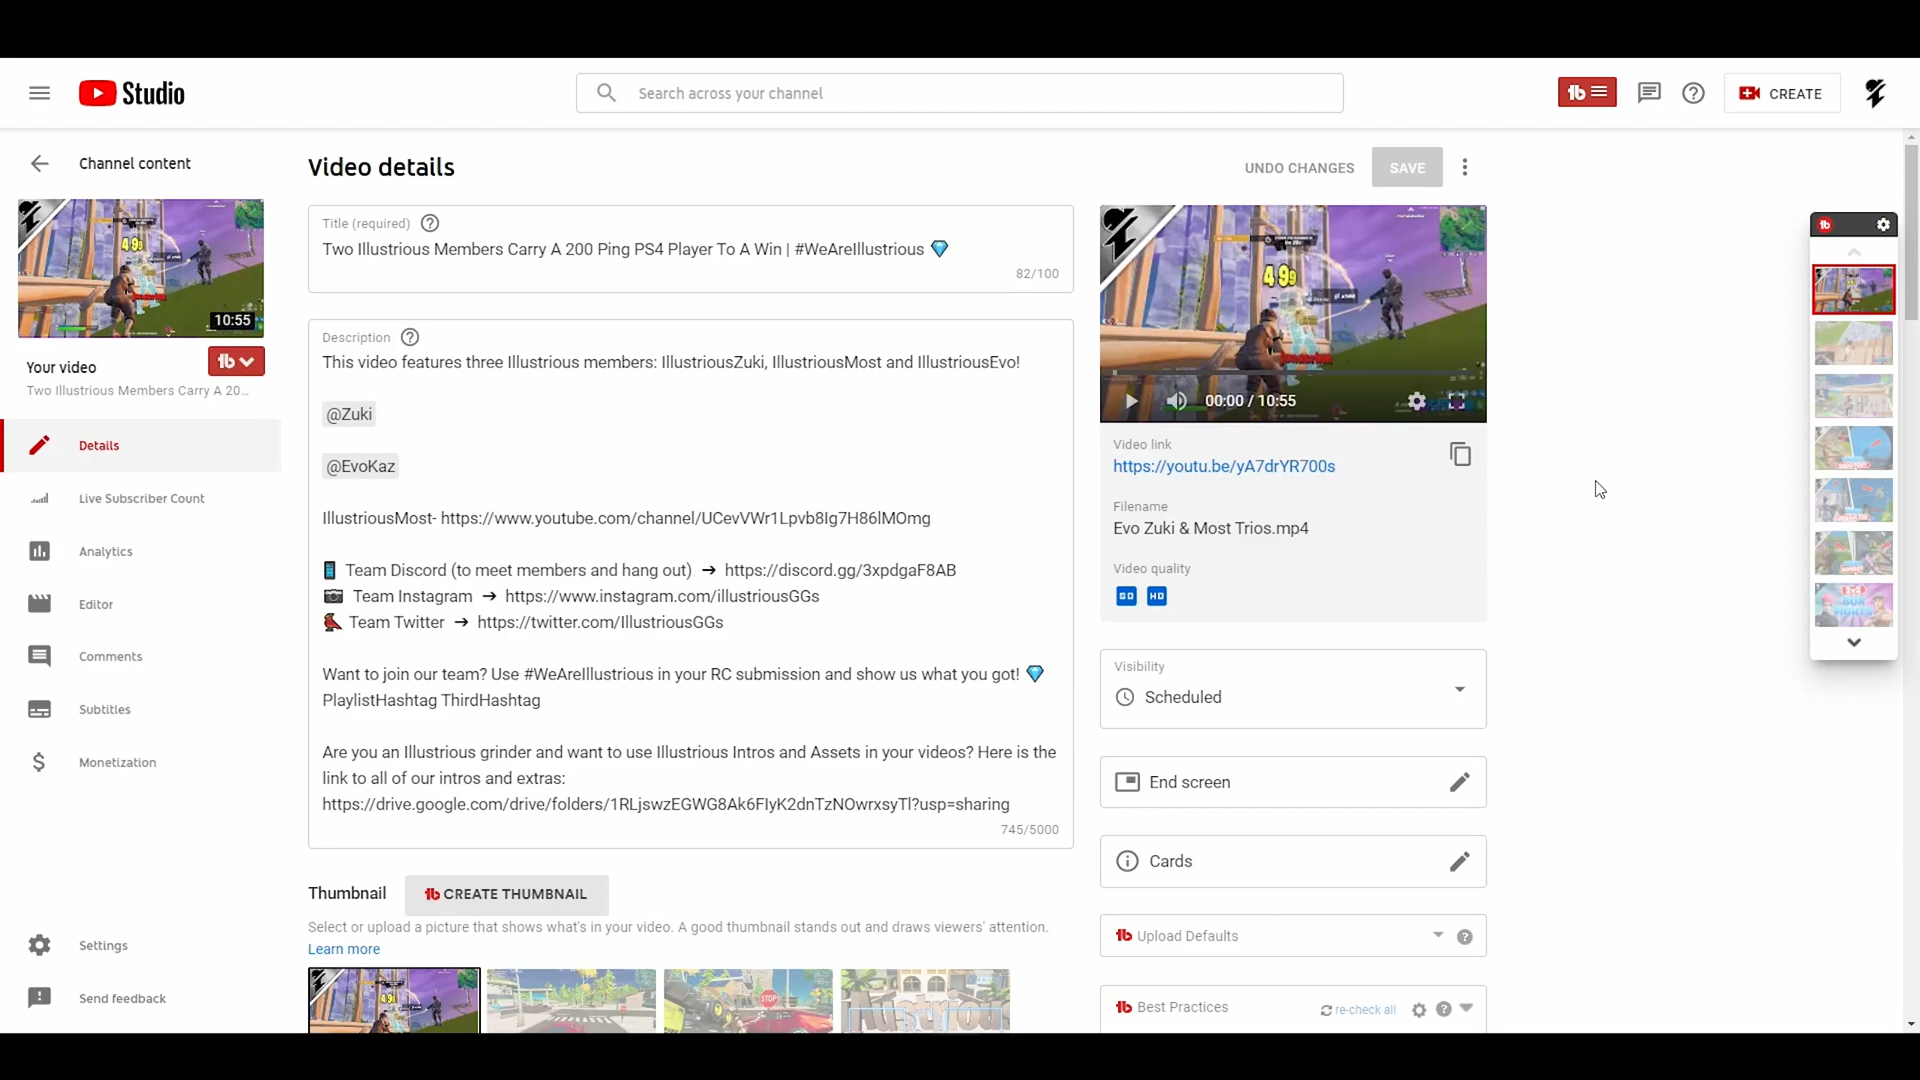 Studio
Search across your channel
CREATE
Channel content
Video details
UNDO CHANGES
SAVE
10:55
Your video
Two Illustrious Members Carry A 20...
Details
Live Subscriber Count
Analytics
Editor
Comments
Subtitles
Monetization
Settings
Send feedback
Title (required)
Two Illustrious Members Carry A 200 Ping PS4 Player To A Win | #WeAreIllustrious 💎
82/100
Description
This video features three Illustrious members: IllustriousZuki, IllustriousMost and IllustriousEvo!
@Zuki
@EvoKaz
IllustriousMost- https://www.youtube.com/channel/UCevVWr1Lpvb8Ig7H86lMOmg
📱 Team Discord (to meet members and hang out) → https://discord.gg/3xpdgaF8AB
📷 Team Instagram → https://www.instagram.com/illustriousGGs
🐦 Team Twitter → https://twitter.com/IllustriousGGs
Want to join our team? Use #WeAreIllustrious in your RC submission and show us what you got! 💎
PlaylistHashtag ThirdHashtag
Are you an Illustrious grinder and want to use Illustrious Intros and Assets in your videos? Here is the
link to all of our intros and extras:
https://drive.google.com/drive/folders/1RLjswzEGWG8Ak6FIyK2dnTzNOwrxsyTl?usp=sharing
745/5000
Thumbnail
CREATE THUMBNAIL
Select or upload a picture that shows what's in your video. A good thumbnail stands out and draws viewers' attention.
Learn more
STOP
00:00 / 10:55
Video link
https://youtu.be/yA7drYR700s
Filename
Evo Zuki & Most Trios.mp4
Video quality
SD HD
Visibility
Scheduled
End screen
Cards
Upload Defaults
Best Practices
re-check all